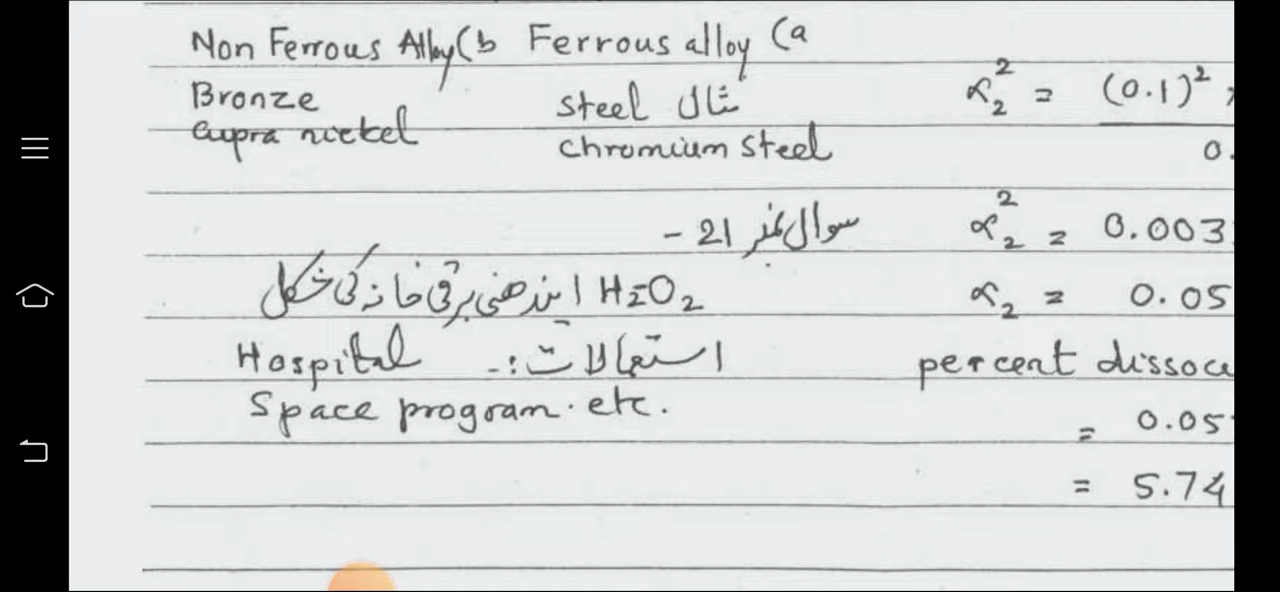 Ferrous alloy (a
Non Ferrous Alloy (b
مثال Steel
Chromium Steel
Bronze
Cupra nickel
سوال نمبر 21 -
H₂O₂ ایندھنی برقی خانہ کی شکل
استعمالات :- Hospital
Space program. etc.
α₂² = (0.1)²
0.
α₂² = 0.003
α₂ = 0.05
percent dissoc
= 0.05
= 5.74